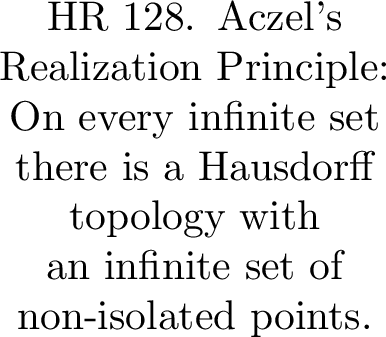 HR 128. Aczel's
Realization Principle:
On every infinite set
there is a Hausdorff
topology with
an infinite set of
non-isolated points.